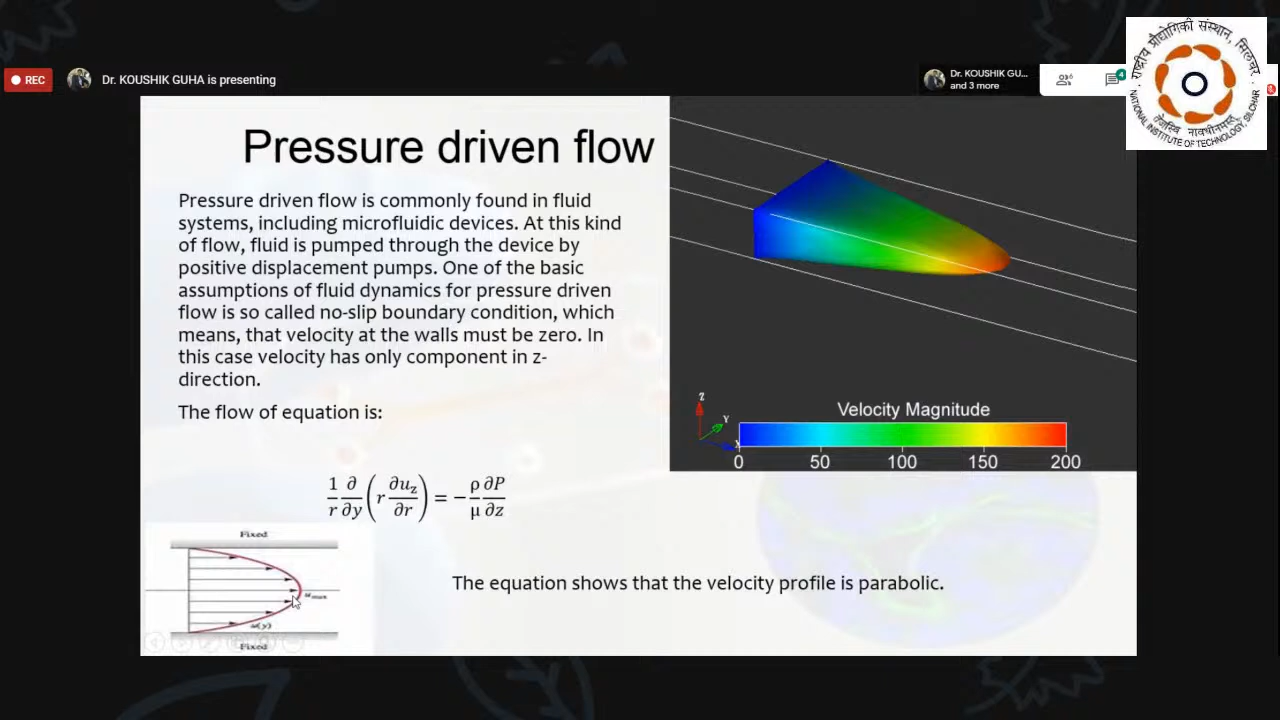 REC
Dr. KOUSHIK GUHA is presenting
Dr. KOUSHIK GU...
and 3 more
6
4
राष्ट्रीय प्रौद्योगिकी संस्थान, सिलचर
NATIONAL INSTITUTE OF TECHNOLOGY, SILCHAR
Pressure driven flow
Pressure driven flow is commonly found in fluid
systems, including microfluidic devices. At this kind
of flow, fluid is pumped through the device by
positive displacement pumps. One of the basic
assumptions of fluid dynamics for pressure driven
flow is so called no-slip boundary condition, which
means, that velocity at the walls must be zero. In
this case velocity has only component in z-
direction.
The flow of equation is:
1/r ∂/∂y (r ∂u_z/∂r) = − ρ/μ ∂P/∂z
Z
Y
X
Velocity Magnitude
0 50 100 150 200
Fixed
u(y)
Fixed
The equation shows that the velocity profile is parabolic.